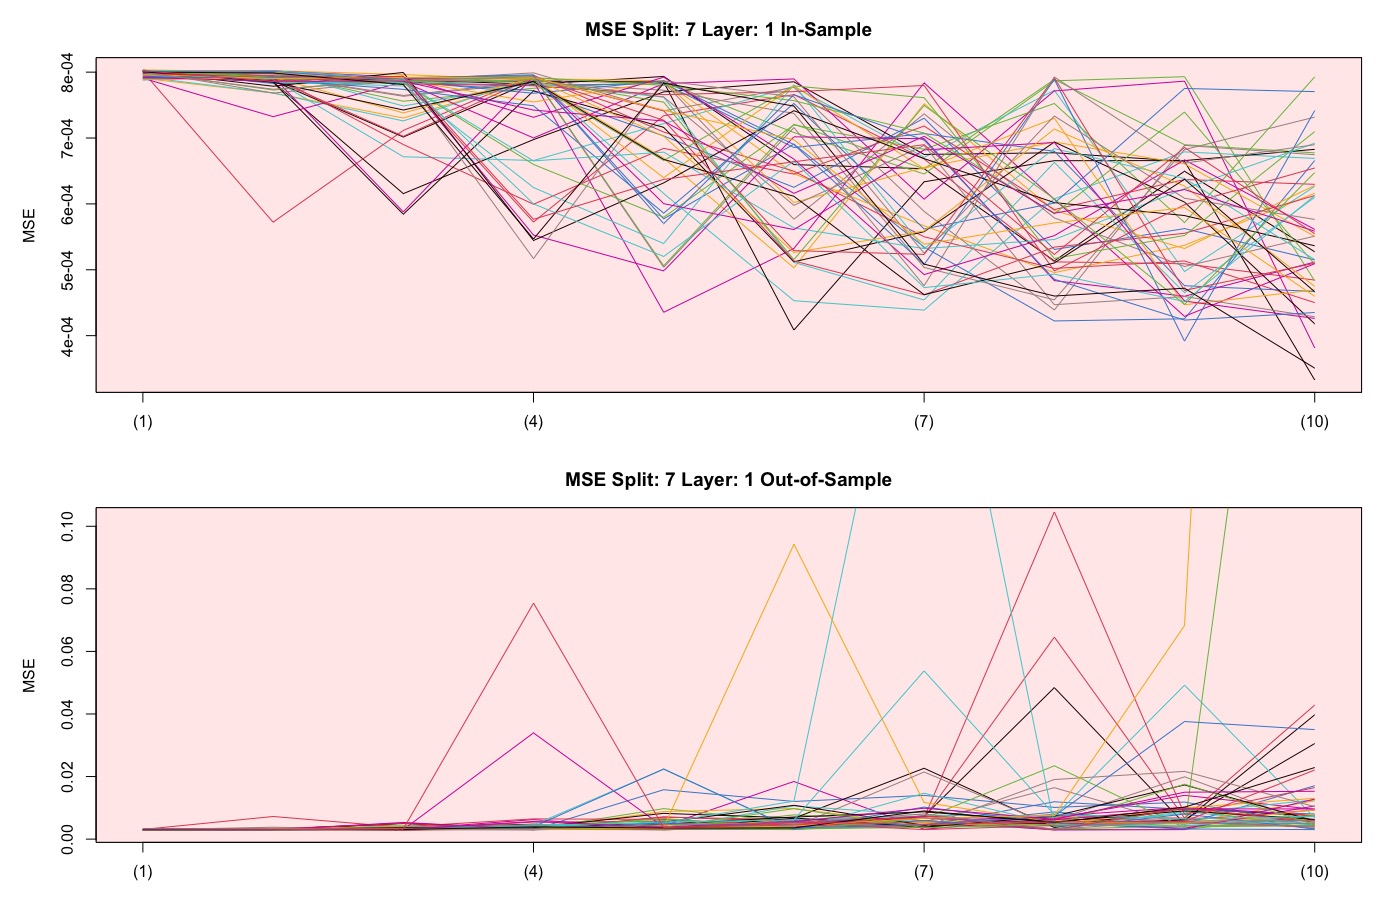 MSE Split: 7 Layer: 1 In-Sample
MSE
8e-04
7e-04
6e-04
5e-04
4e-04
(1) (4) (7) (10)
MSE Split: 7 Layer: 1 Out-of-Sample
MSE
0.10
0.08
0.06
0.04
0.02
0.00
(1) (4) (7) (10)